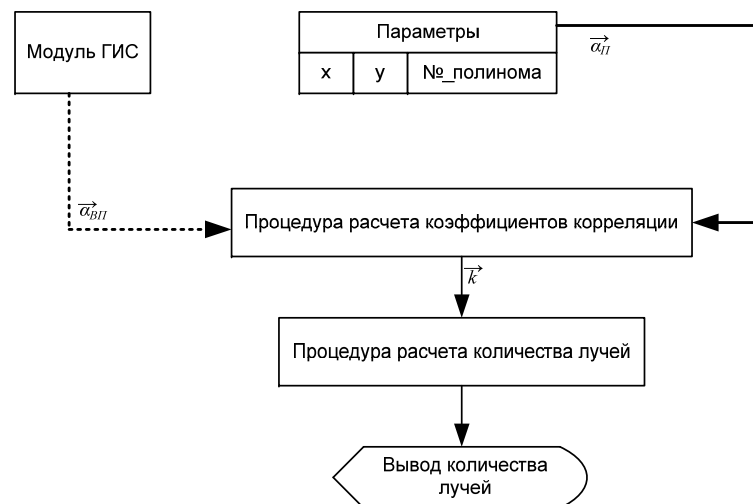 Модуль ГИС
Параметры
x y №_полинома
α_П
α_ВП
Процедура расчета коэффициентов корреляции
k
Процедура расчета количества лучей
Вывод количества
лучей